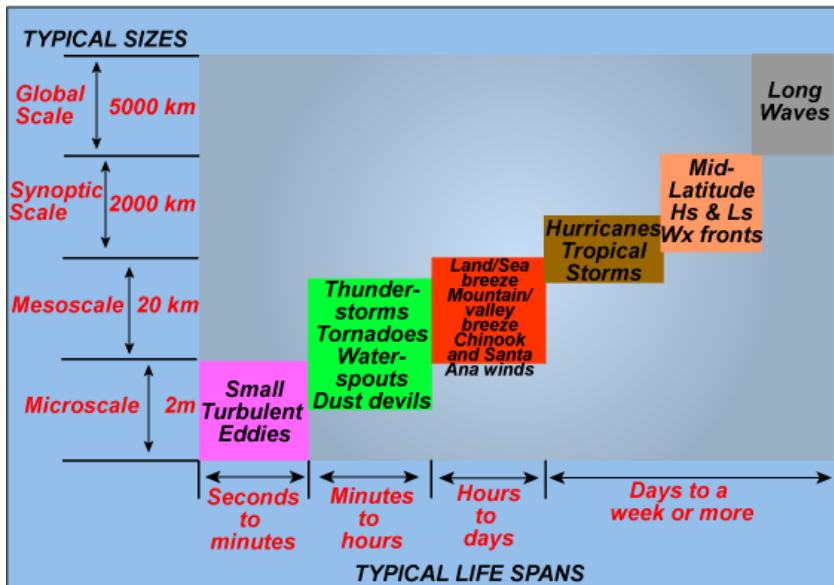 TYPICAL SIZES
Global
Scale
5000 km
Long
Waves
Synoptic
Scale
2000 km
Mid-
Latitude
Hs & Ls
Wx fronts
Hurricanes
Tropical
Storms
Mesoscale
20 km
Land/Sea
breeze
Mountain/
valley
breeze
Chinook
and Santa
Ana winds
Thunder-
storms
Tornadoes
Water-
spouts
Dust devils
Microscale
2m
Small
Turbulent
Eddies
Seconds
to
minutes
Minutes
to
hours
Hours
to
days
Days to a
week or more
TYPICAL LIFE SPANS